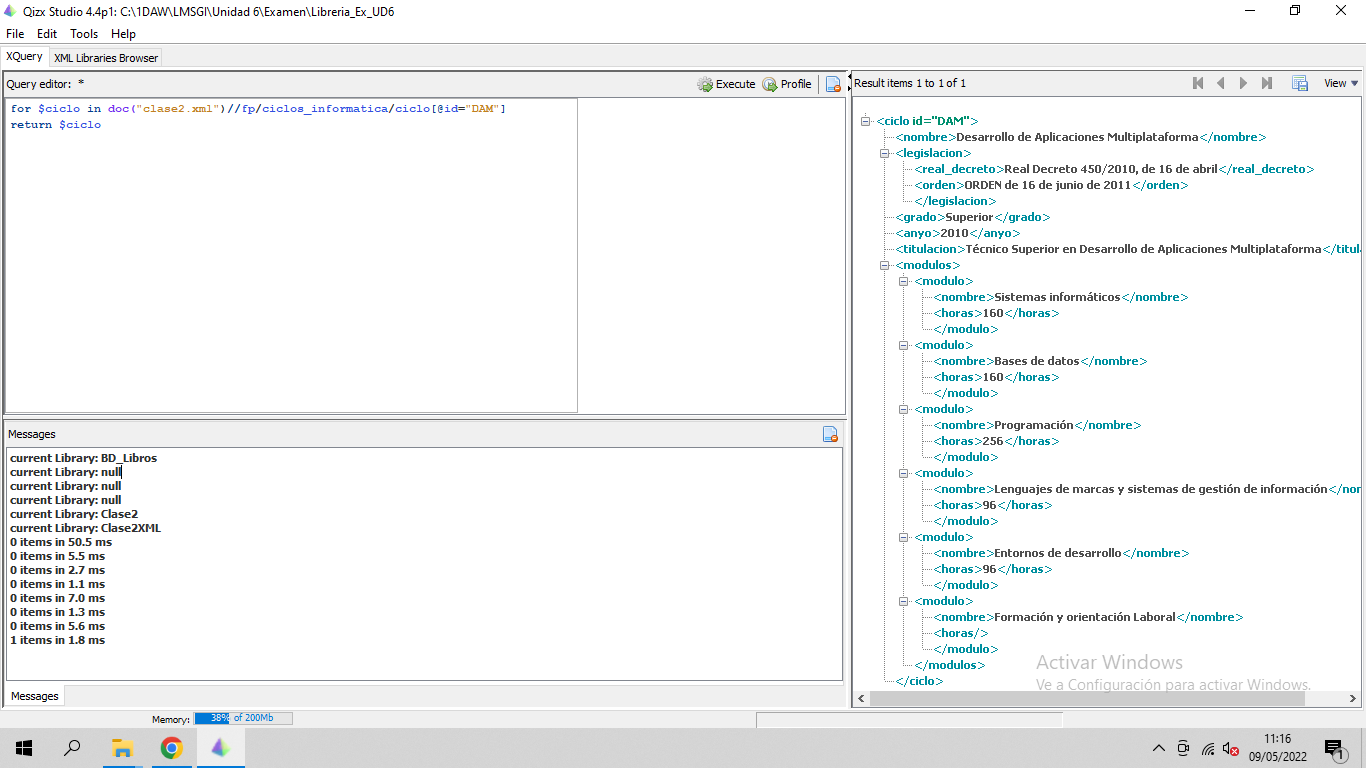 Qizx Studio 4.4p1: C:\1DAW\LMSGI\Unidad 6\Examen\Libreria_Ex_UD6
File Edit Tools Help
XQuery XML Libraries Browser
Query editor: * Execute Profile
for $ciclo in doc("clase2.xml")//fp/ciclos_informatica/ciclo[@id="DAM"]
return $ciclo
Messages
current Library: BD_Libros
current Library: null
current Library: null
current Library: null
current Library: Clase2
current Library: Clase2XML
0 items in 50.5 ms
0 items in 5.5 ms
0 items in 2.7 ms
0 items in 1.1 ms
0 items in 7.0 ms
0 items in 1.3 ms
0 items in 5.6 ms
1 items in 1.8 ms
Messages
Result items 1 to 1 of 1 View
<ciclo id="DAM">
<nombre>Desarrollo de Aplicaciones Multiplataforma</nombre>
<legislacion>
<real_decreto>Real Decreto 450/2010, de 16 de abril</real_decreto>
<orden>ORDEN de 16 de junio de 2011</orden>
</legislacion>
<grado>Superior</grado>
<anyo>2010</anyo>
<titulacion>Técnico Superior en Desarrollo de Aplicaciones Multiplataforma</titul
<modulos>
<modulo>
<nombre>Sistemas informáticos</nombre>
<horas>160</horas>
</modulo>
<modulo>
<nombre>Bases de datos</nombre>
<horas>160</horas>
</modulo>
<modulo>
<nombre>Programación</nombre>
<horas>256</horas>
</modulo>
<modulo>
<nombre>Lenguajes de marcas y sistemas de gestión de información</nor
<horas>96</horas>
</modulo>
<modulo>
<nombre>Entornos de desarrollo</nombre>
<horas>96</horas>
</modulo>
<modulo>
<nombre>Formación y orientación Laboral</nombre>
<horas/>
</modulo>
</modulos>
</ciclo>
Activar Windows
Ve a Configuración para activar Windows.
Memory: 38% of 200Mb
11:16
09/05/2022
1